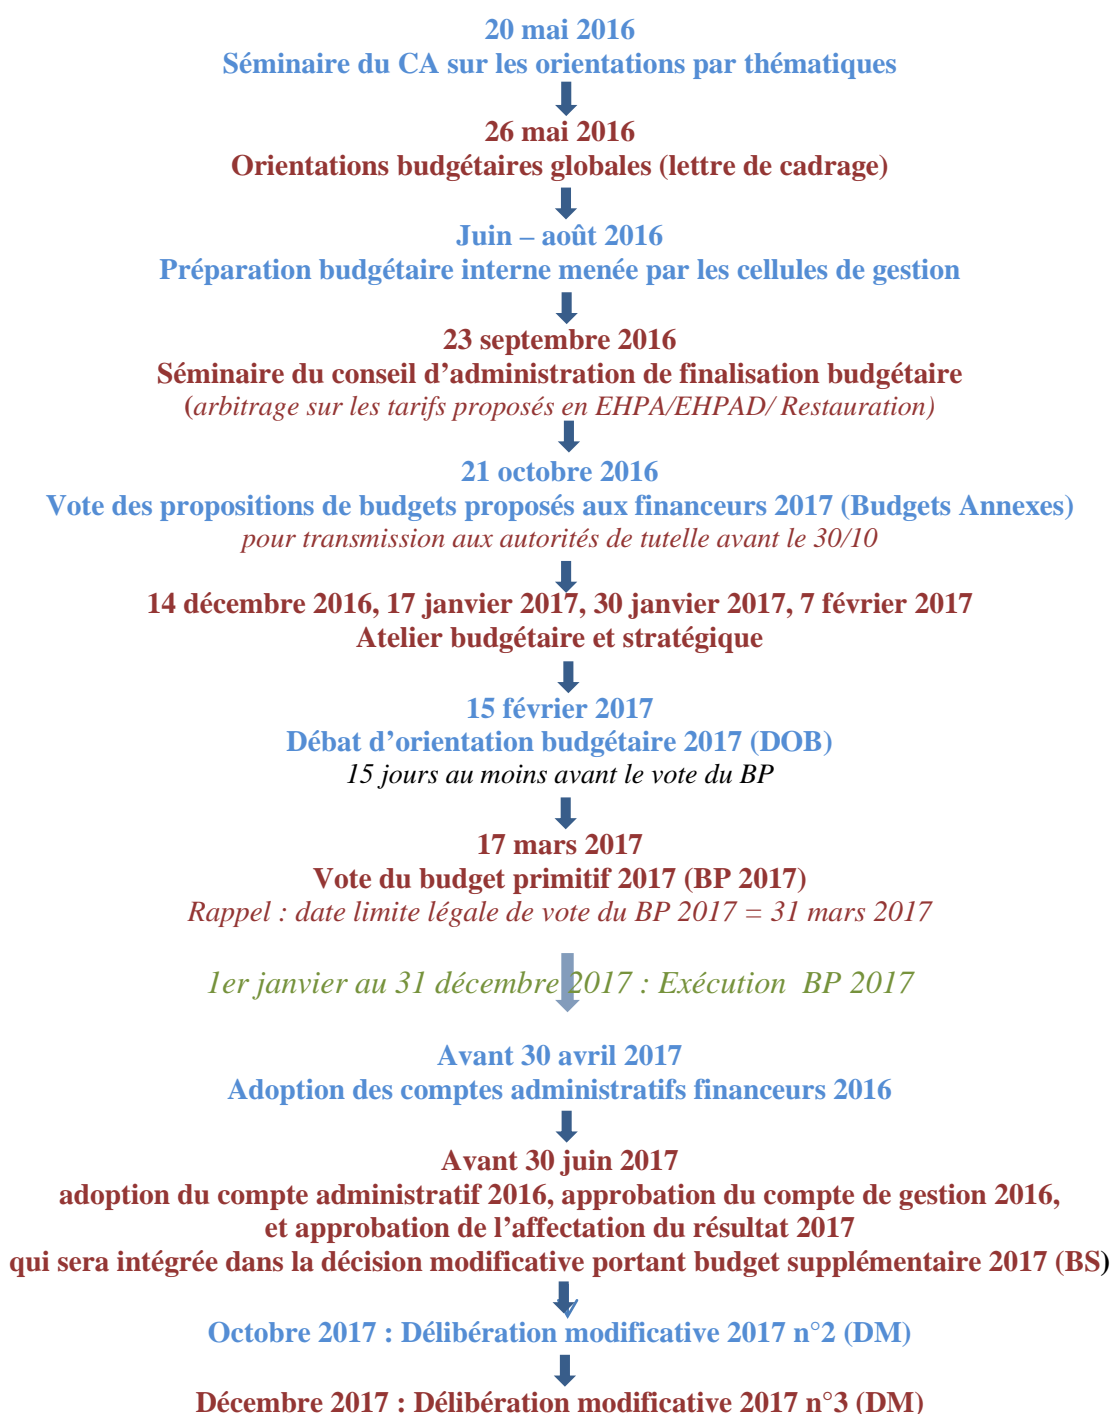 20 mai 2016
Séminaire du CA sur les orientations par thématiques
26 mai 2016
Orientations budgétaires globales (lettre de cadrage)
Juin – août 2016
Préparation budgétaire interne menée par les cellules de gestion
23 septembre 2016
Séminaire du conseil d’administration de finalisation budgétaire
(arbitrage sur les tarifs proposés en EHPA/EHPAD/ Restauration)
21 octobre 2016
Vote des propositions de budgets proposés aux financeurs 2017 (Budgets Annexes)
pour transmission aux autorités de tutelle avant le 30/10
14 décembre 2016, 17 janvier 2017, 30 janvier 2017, 7 février 2017
Atelier budgétaire et stratégique
15 février 2017
Débat d’orientation budgétaire 2017 (DOB)
15 jours au moins avant le vote du BP
17 mars 2017
Vote du budget primitif 2017 (BP 2017)
Rappel : date limite légale de vote du BP 2017 = 31 mars 2017
1er janvier au 31 décembre 2017 : Exécution BP 2017
Avant 30 avril 2017
Adoption des comptes administratifs financeurs 2016
Avant 30 juin 2017
adoption du compte administratif 2016, approbation du compte de gestion 2016,
et approbation de l’affectation du résultat 2017
qui sera intégrée dans la décision modificative portant budget supplémentaire 2017 (BS)
Octobre 2017 : Délibération modificative 2017 n°2 (DM)
Décembre 2017 : Délibération modificative 2017 n°3 (DM)